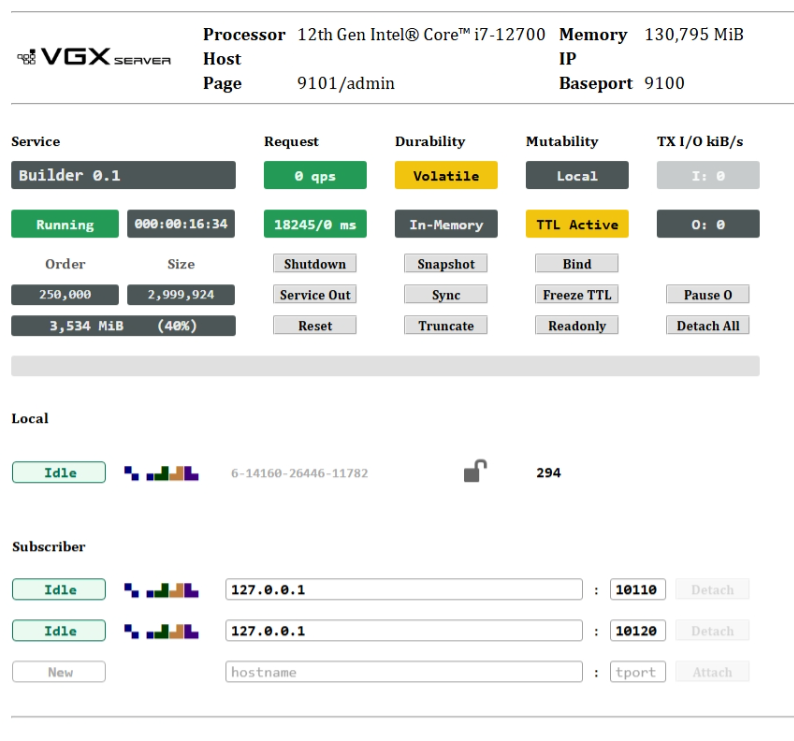 Processor 12th Gen Intel® Core™ i7-12700 Memory 130,795 MiB
VGX SERVER Host IP
Page 9101/admin Baseport 9100
Service Request Durability Mutability TX I/O kiB/s
Builder 0.1 0 qps Volatile Local I: 0
Running 000:00:16:34 18245/0 ms In-Memory TTL Active O: 0
Order Size Shutdown Snapshot Bind
250,000 2,999,924 Service Out Sync Freeze TTL Pause O
3,534 MiB (40%) Reset Truncate Readonly Detach All
Local
Idle 6-14160-26446-11782 294
Subscriber
Idle 127.0.0.1 : 10110 Detach
Idle 127.0.0.1 : 10120 Detach
New hostname : tport Attach